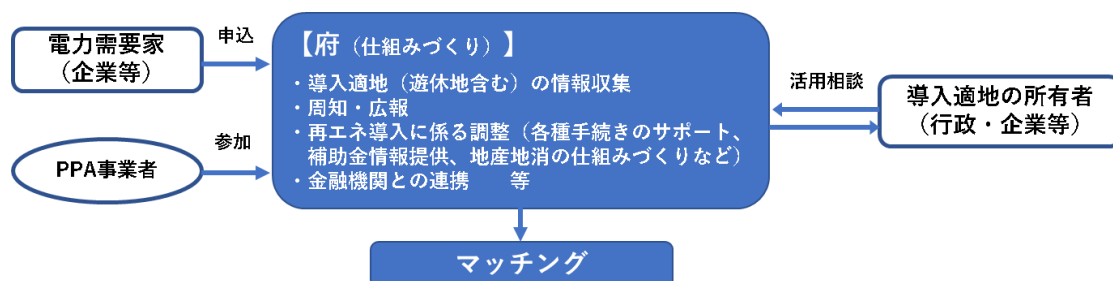 電力需要家
（企業等）
申込
PPA事業者
参加
【府（仕組みづくり）】
・導入適地（遊休地含む）の情報収集
・周知・広報
・再エネ導入に係る調整（各種手続きのサポート、
補助金情報提供、地産地消の仕組みづくりなど）
・金融機関との連携　　等
活用相談
導入適地の所有者
（行政・企業等）
マッチング